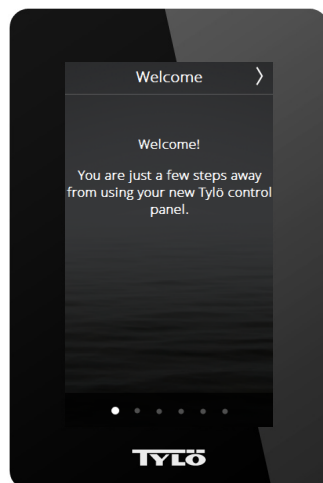 Welcome
Welcome!
You are just a few steps away
from using your new Tylö control
panel.
TYLÖ